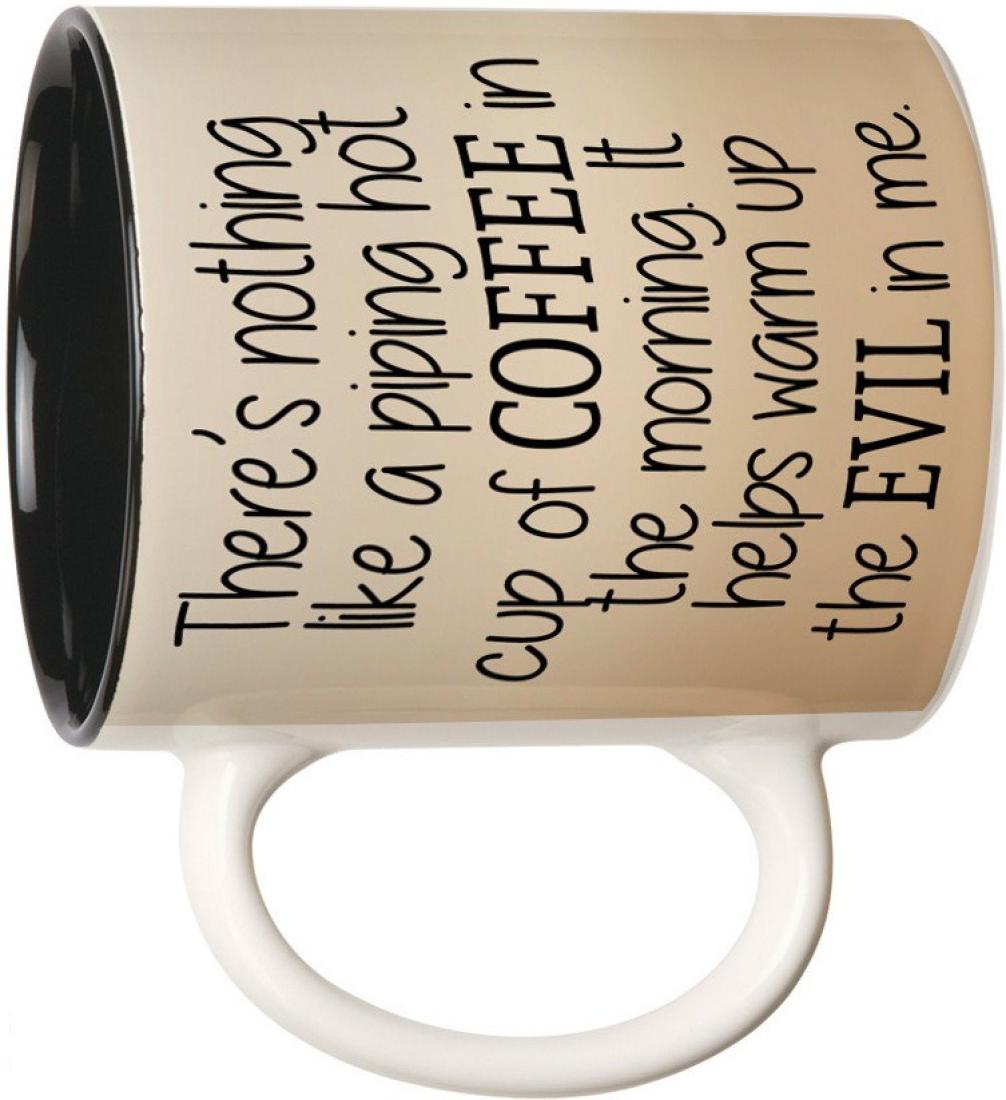 There's nothing
like a piping hot
cup of COFFEE in
the morning. It
helps warm up
the EVIL in me.